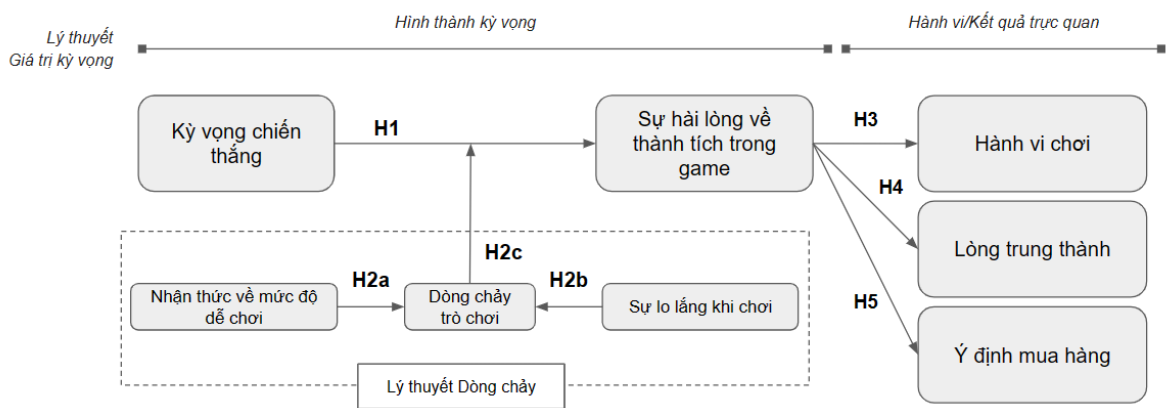 Lý thuyết
Giá trị kỳ vọng
Hình thành kỳ vọng
Hành vi/Kết quả trực quan
Kỳ vọng chiến
thắng
H1
Sự hài lòng về
thành tích trong
game
H3
Hành vi chơi
H4
Lòng trung thành
H5
Ý định mua hàng
H2c
Nhận thức về mức độ
dễ chơi
H2a
Dòng chảy
trò chơi
H2b
Sự lo lắng khi chơi
Lý thuyết Dòng chảy